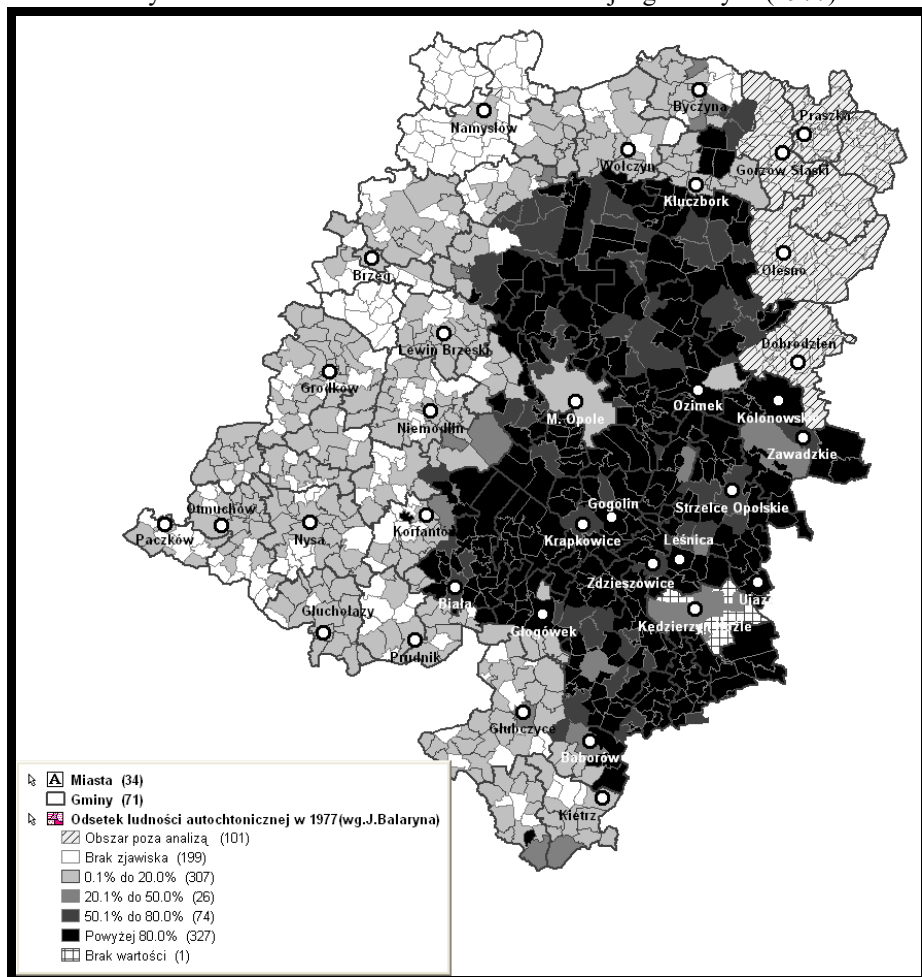 Byczyna
Praszka
Namysłów
Wołczyn
Gorzów Śląski
Kluczbork
Olesno
Brzeg
Dobrodzień
Lewin Brzeski
Grodków
Ozimek
Kolonowskie
Niemodlin
M. Opole
Zawadzkie
Gogolin
Strzelce Opolskie
Otmuchów
Paczków
Nysa
Korfantów
Krapkowice
Leśnica
Zdzieszowice
Ujaz
Biała
Głuchołazy
Głogówek
Prudnik
Głubczyce
Baborów
Kietrz
A Miasta (34)
Gminy (71)
Odsetek ludności autochtonicznej w 1977(wg.J.Balaryna)
Obszar poza analizą (101)
Brak zjawiska (199)
0.1% do 20.0% (307)
20.1% do 50.0% (26)
50.1% do 80.0% (74)
Powyżej 80.0% (327)
Brak wartości (1)